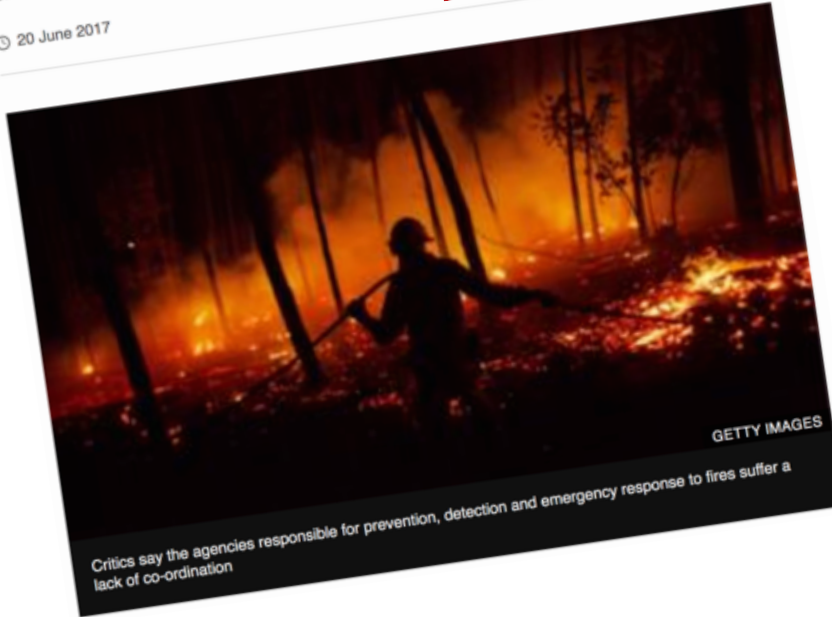 20 June 2017
GETTY IMAGES
Critics say the agencies responsible for prevention, detection and emergency response to fires suffer a
lack of co-ordination